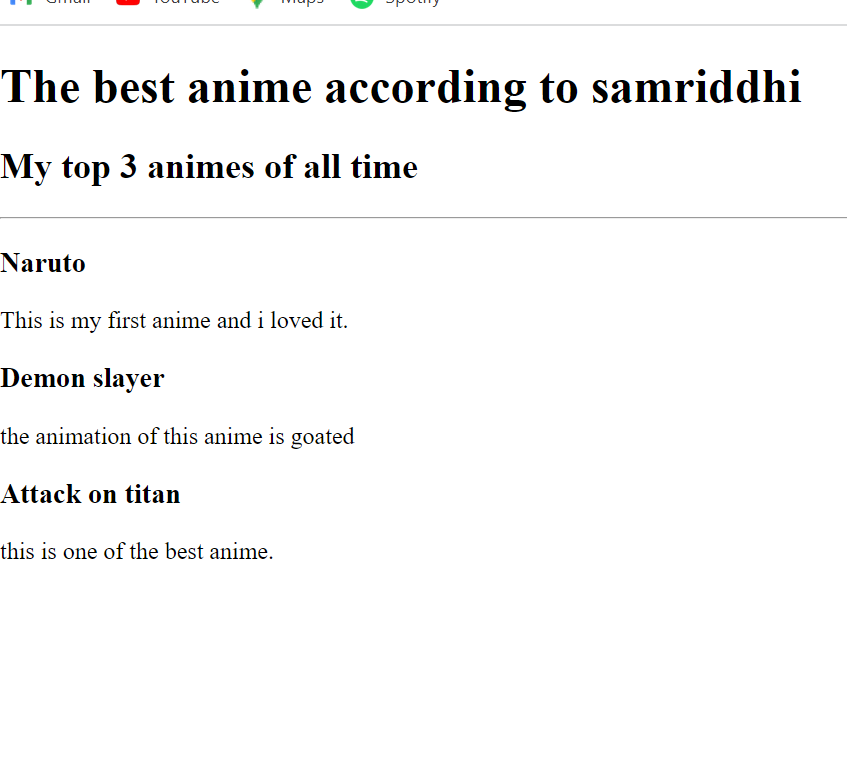 Gmail YouTube Maps Spotify
The best anime according to samriddhi
My top 3 animes of all time
Naruto
This is my first anime and i loved it.
Demon slayer
the animation of this anime is goated
Attack on titan
this is one of the best anime.